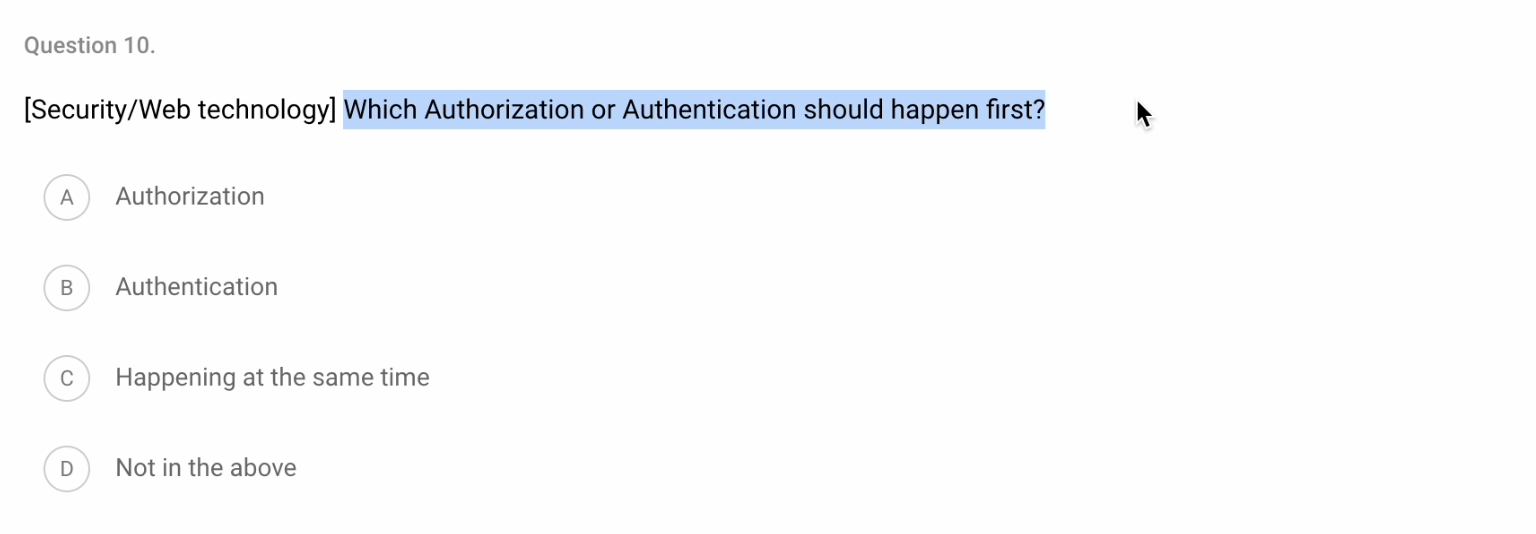 Question 10.
[Security/Web technology] Which Authorization or Authentication should happen first?
A Authorization
B Authentication
C Happening at the same time
D Not in the above